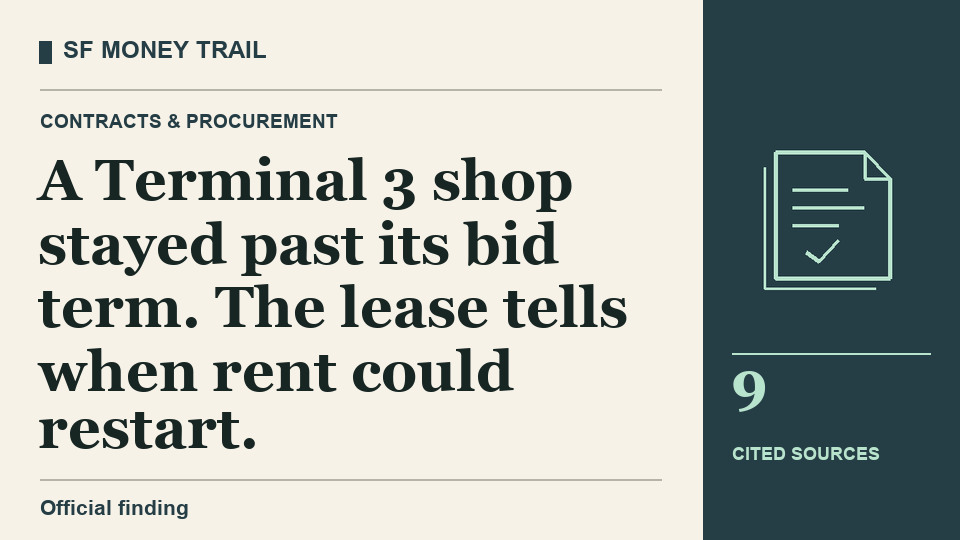 SF MONEY TRAIL
CONTRACTS & PROCUREMENT
A Terminal 3 shop
stayed past its bid
term. The lease tells
when rent could
restart.
Official finding
9
CITED SOURCES